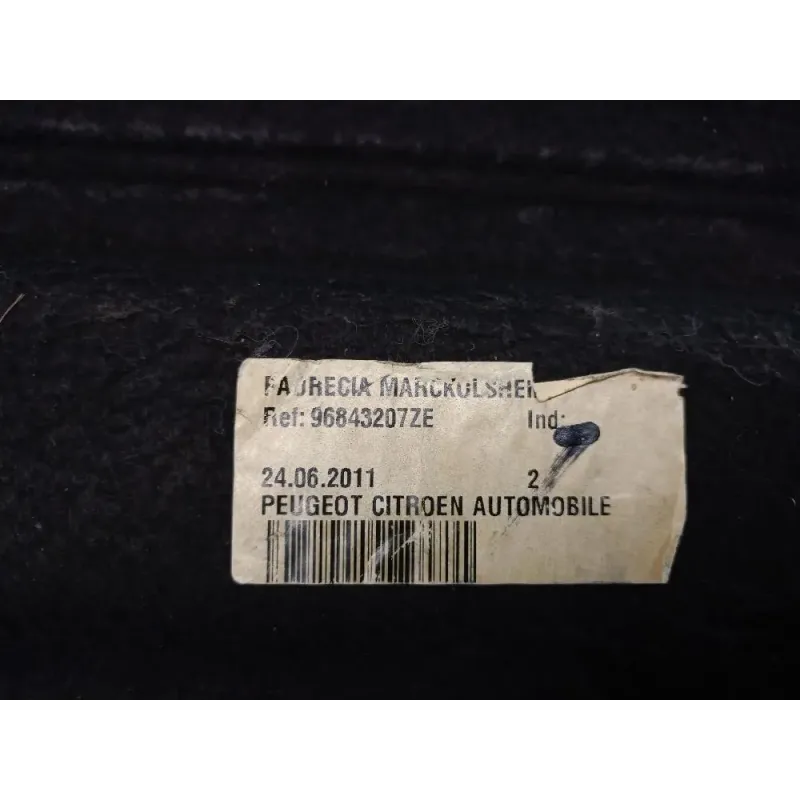 FAURECIA MARCKOLSHEI
Ref: 96843207ZE Ind:
24.06.2011 2
PEUGEOT CITROEN AUTOMOBILE